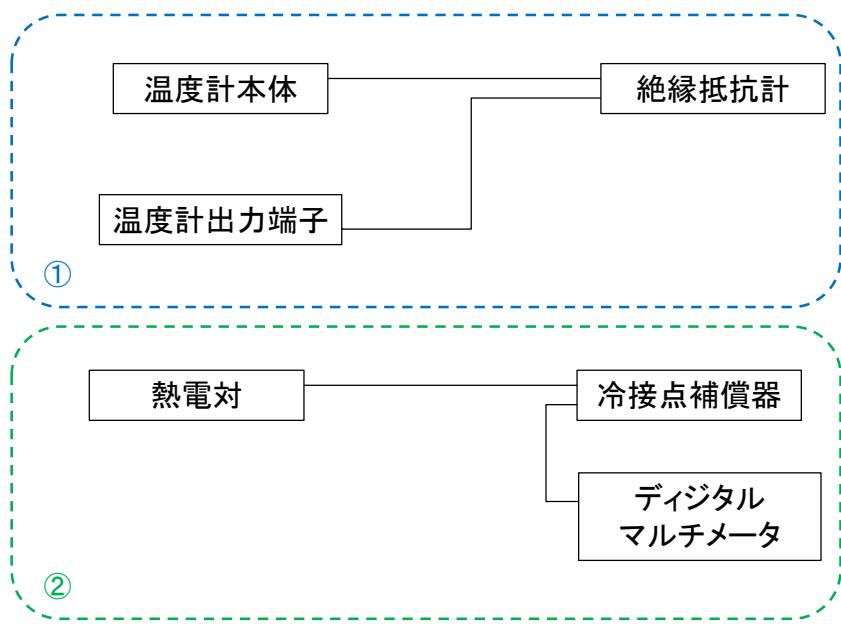 温度計本体
絶縁抵抗計
温度計出力端子
①
熱電対
冷接点補償器
ディジタル
マルチメータ
②